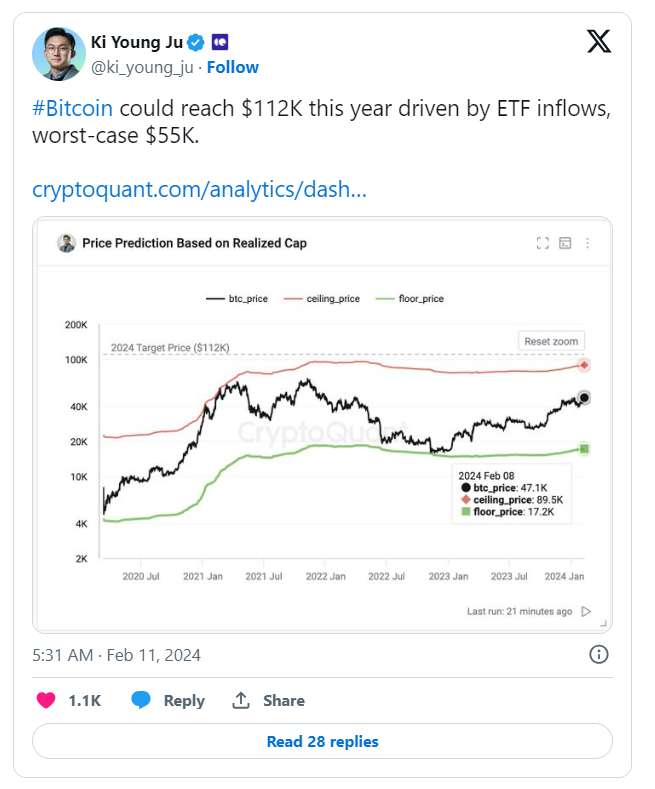 Ki Young Ju
@ki_young_ju · Follow
#Bitcoin could reach $112K this year driven by ETF inflows,
worst-case $55K.
cryptoquant.com/analytics/dash...
Price Prediction Based on Realized Cap
btc_price ceiling_price floor_price
200K
2024 Target Price ($112K)
Reset zoom
100K
40K
20K
10K
4K
2K
CryptoQuant
2024 Feb 08
btc_price: 47.1K
ceiling_price: 89.5K
floor_price: 17.2K
2020 Jul 2021 Jan 2021 Jul 2022 Jan 2022 Jul 2023 Jan 2023 Jul 2024 Jan
Last run: 21 minutes ago
5:31 AM · Feb 11, 2024
1.1K Reply Share
Read 28 replies